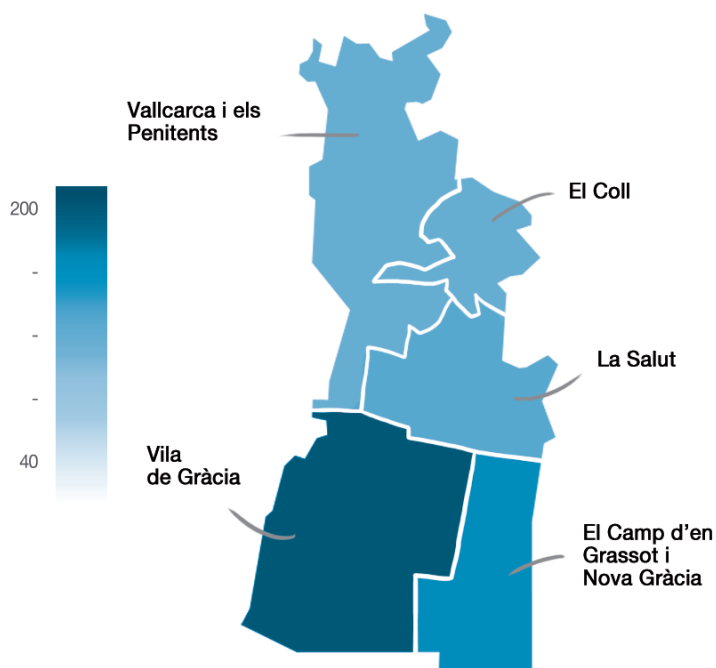 Vallcarca i els
Penitents
El Coll
200
-
-
-
40
La Salut
Vila
de Gràcia
El Camp d’en
Grassot i
Nova Gràcia